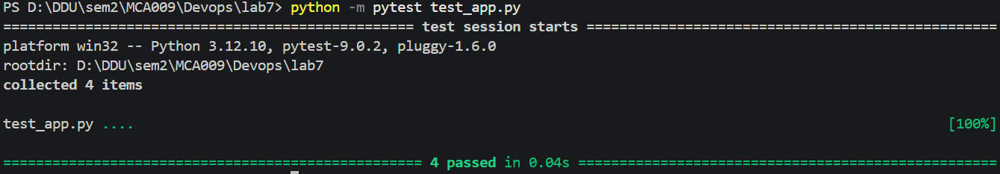 PS D:\DDU\sem2\MCA009\Devops\lab7> python -m pytest test_app.py
================================================== test session starts ==================================================
platform win32 -- Python 3.12.10, pytest-9.0.2, pluggy-1.6.0
rootdir: D:\DDU\sem2\MCA009\Devops\lab7
collected 4 items
test_app.py .... [100%]
=================================================== 4 passed in 0.04s ===================================================